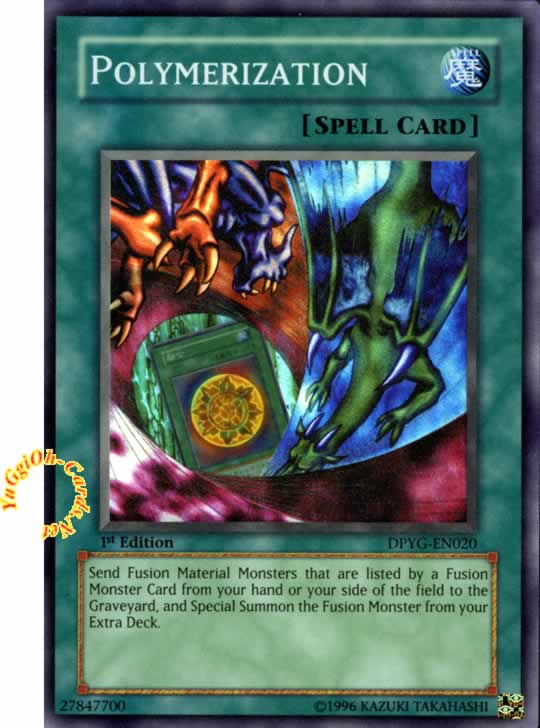 POLYMERIZATION
SPELL
魔
[SPELL CARD]
YuGgiOh-Cards.Net
1st Edition
DPYG-EN020
Send Fusion Material Monsters that are listed by a Fusion
Monster Card from your hand or your side of the field to the
Graveyard, and Special Summon the Fusion Monster from your
Extra Deck.
27847700
©1996 KAZUKI TAKAHASHI